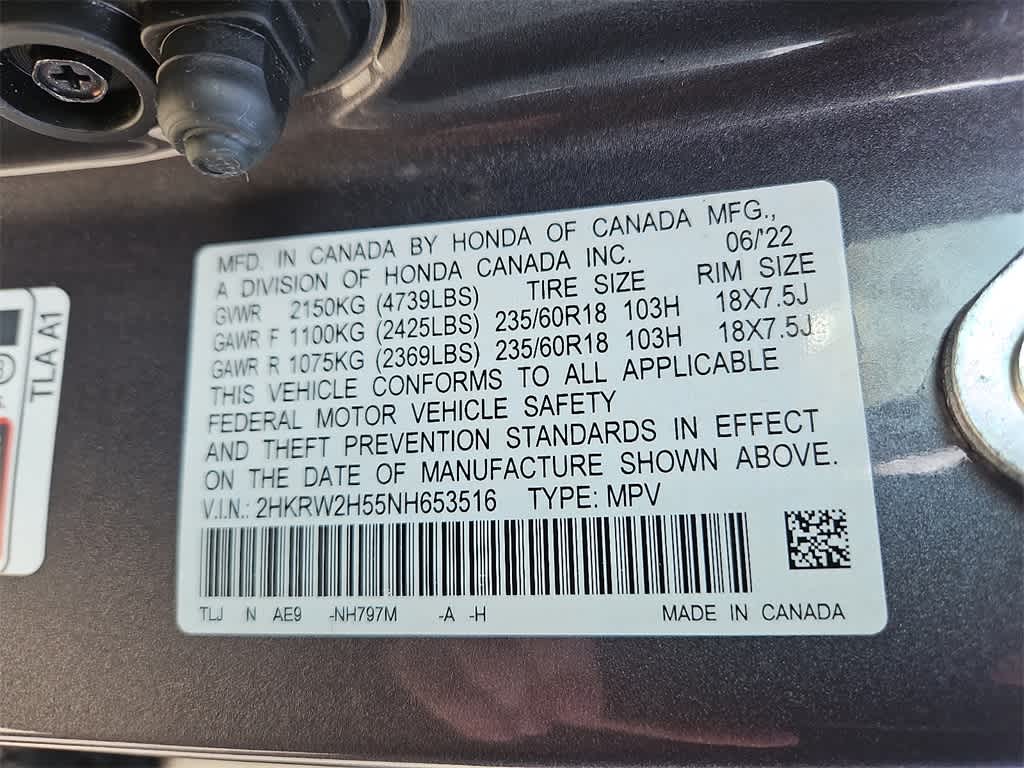 MFD. IN CANADA BY HONDA OF CANADA MFG.,
A DIVISION OF HONDA CANADA INC. 06/'22
GVWR 2150KG (4739LBS) TIRE SIZE RIM SIZE
GAWR F 1100KG (2425LBS) 235/60R18 103H 18X7.5J
GAWR R 1075KG (2369LBS) 235/60R18 103H 18X7.5J
THIS VEHICLE CONFORMS TO ALL APPLICABLE
FEDERAL MOTOR VEHICLE SAFETY
AND THEFT PREVENTION STANDARDS IN EFFECT
ON THE DATE OF MANUFACTURE SHOWN ABOVE.
V.I.N.: 2HKRW2H55NH653516 TYPE: MPV
TLJ N AE9 -NH797M -A -H MADE IN CANADA
TLA A1